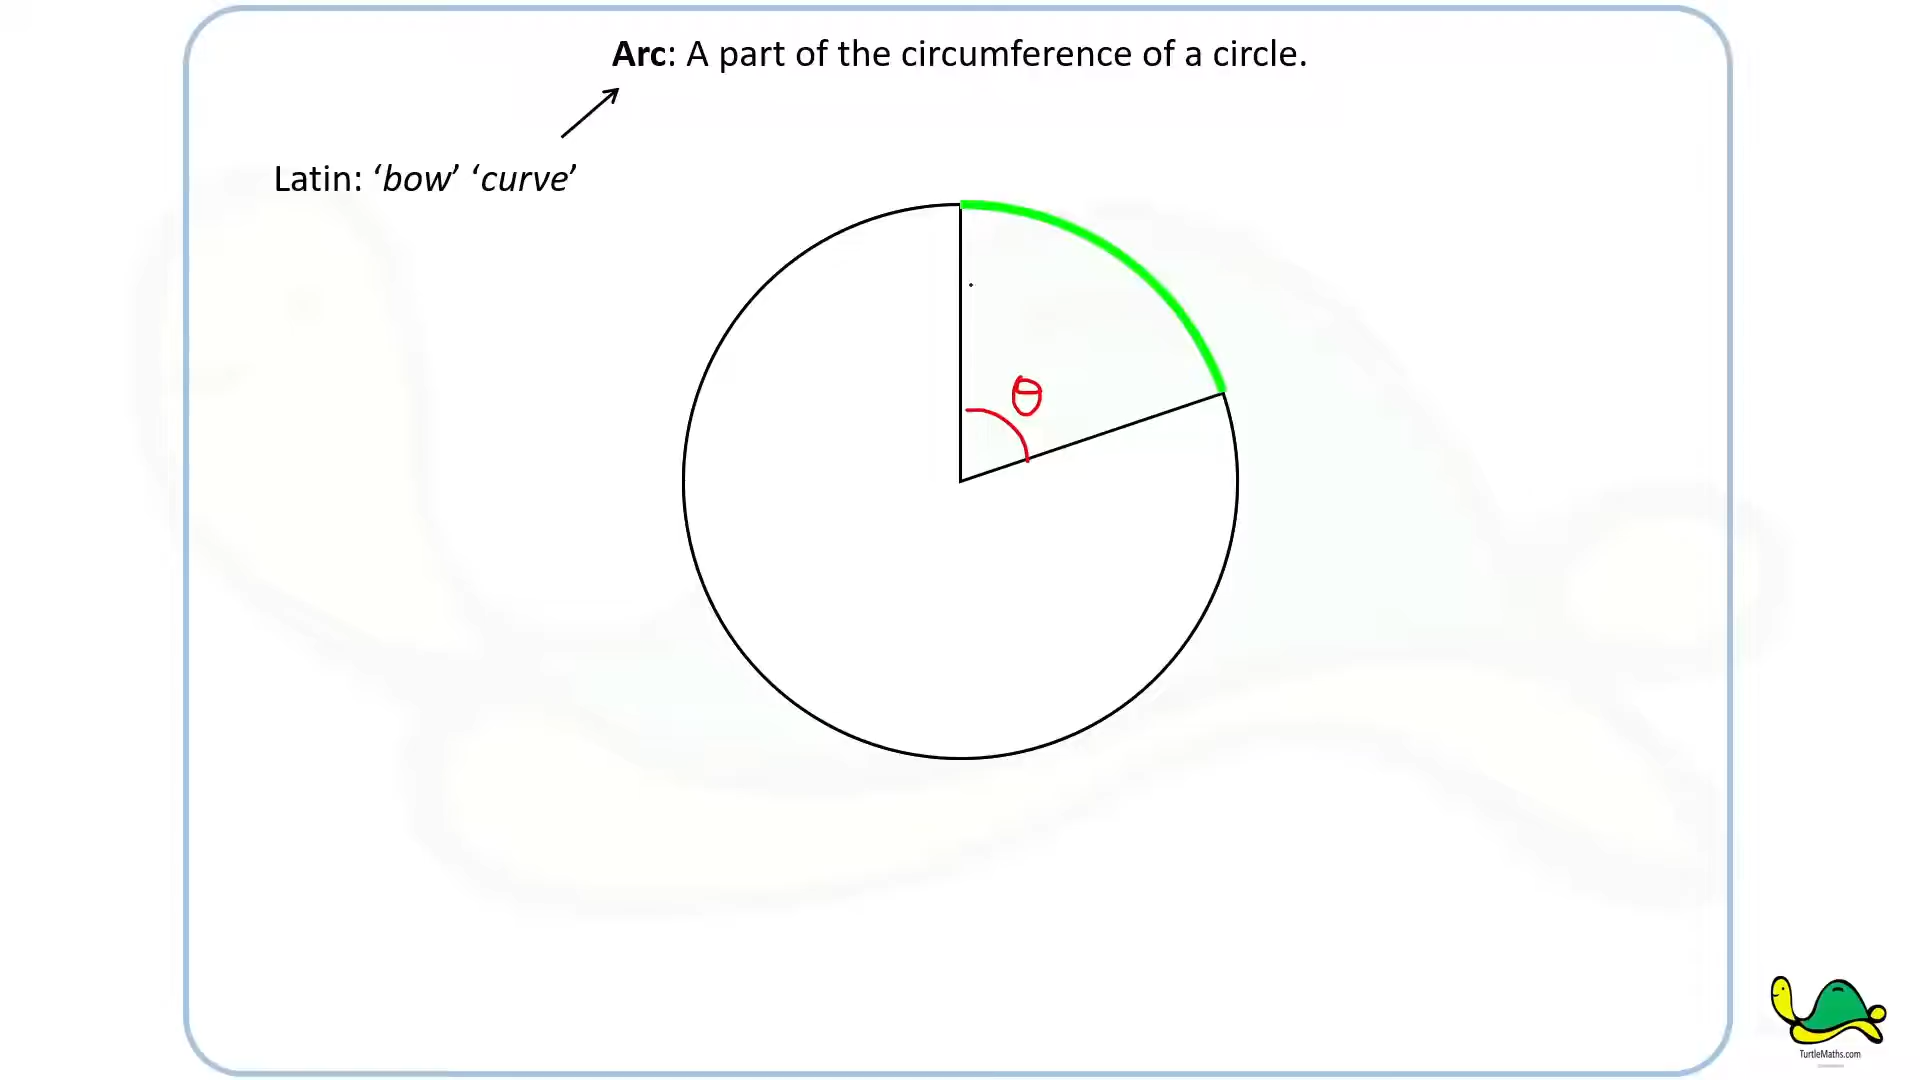 Arc: A part of the circumference of a circle.
Latin: ‘bow’ ‘curve’
θ
TurtleMaths.com